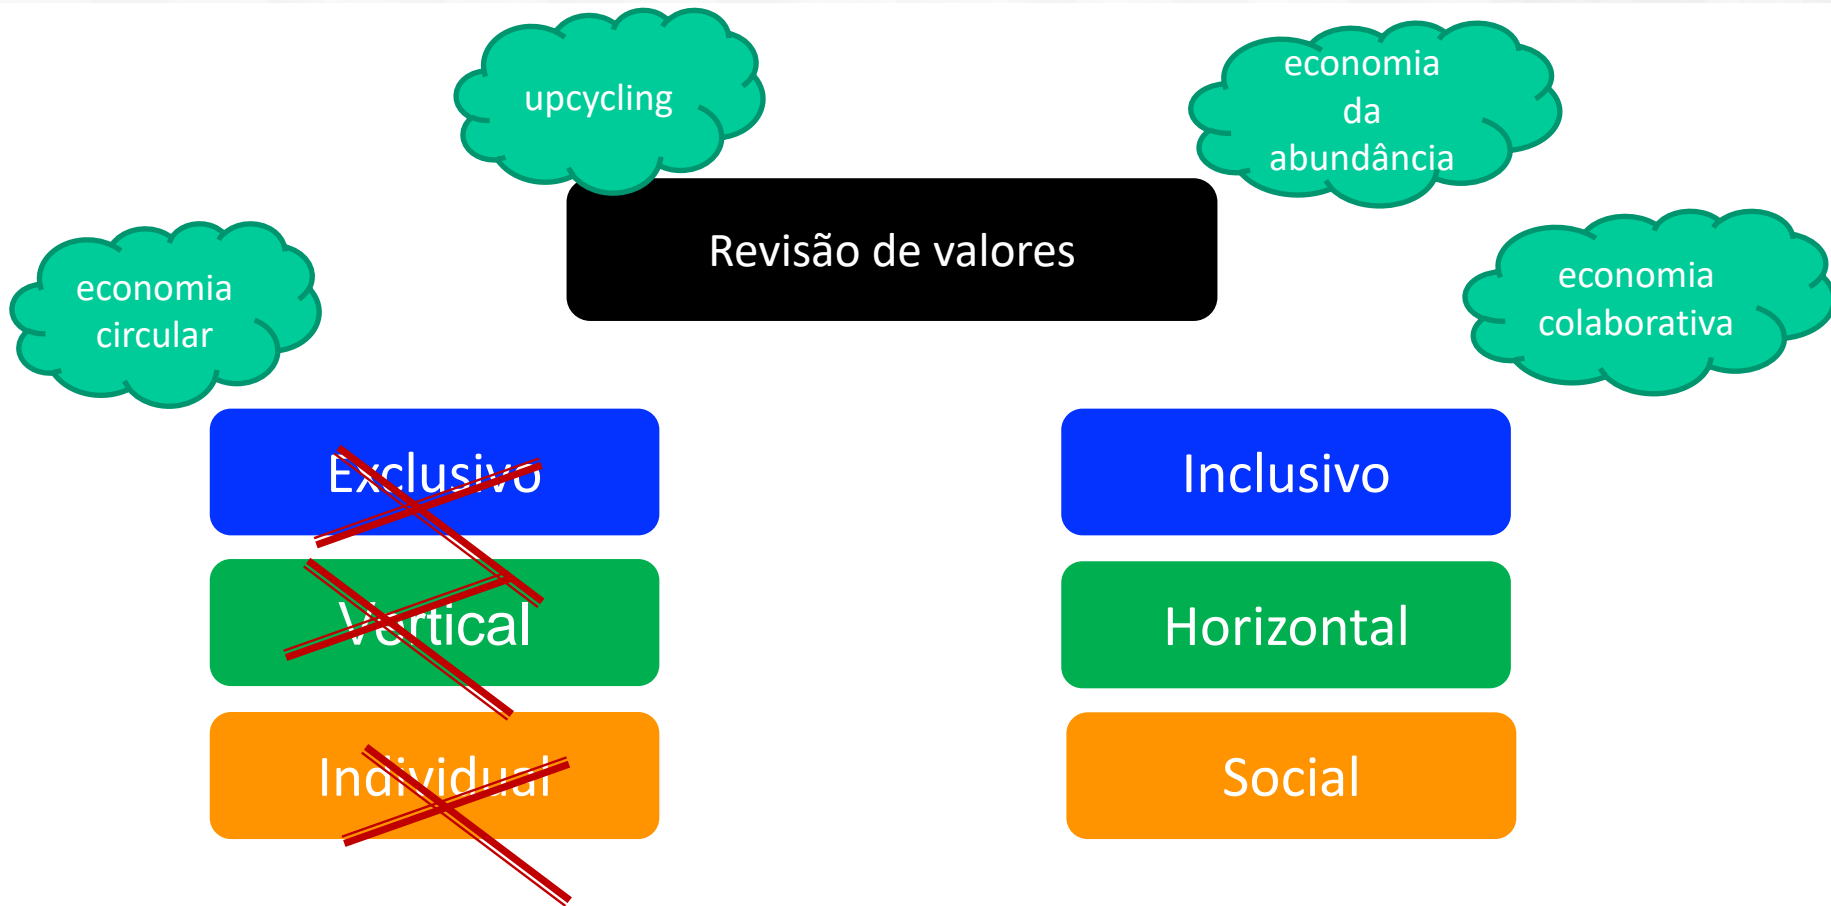 upcycling
economia
da
abundância
Revisão de valores
economia
circular
economia
colaborativa
Exclusivo
Inclusivo
Vertical
Horizontal
Individual
Social